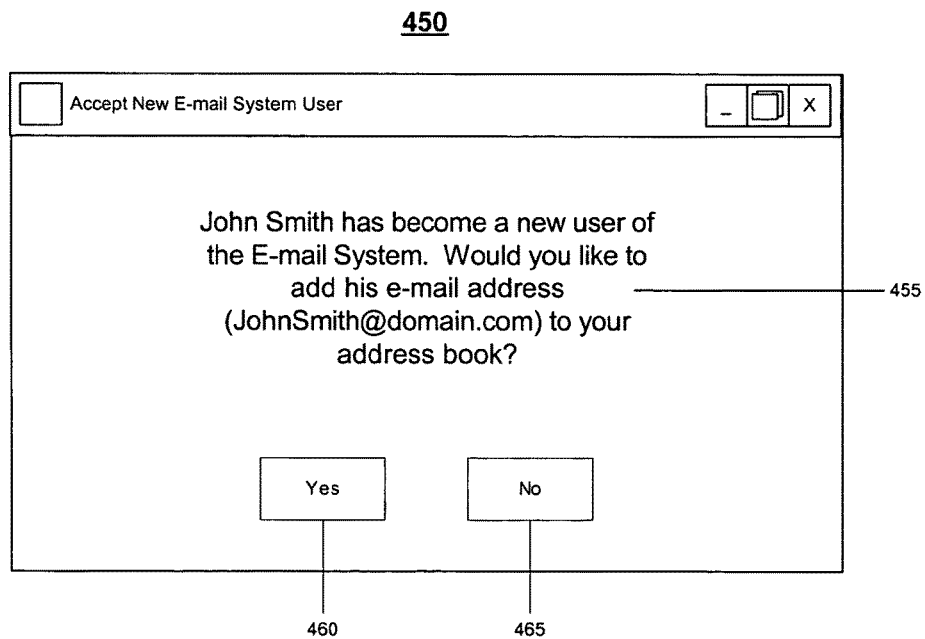 450
Accept New E-mail System User
_ X
John Smith has become a new user of
the E-mail System. Would you like to
add his e-mail address
455
(JohnSmith@domain.com) to your
address book?
Yes No
460 465